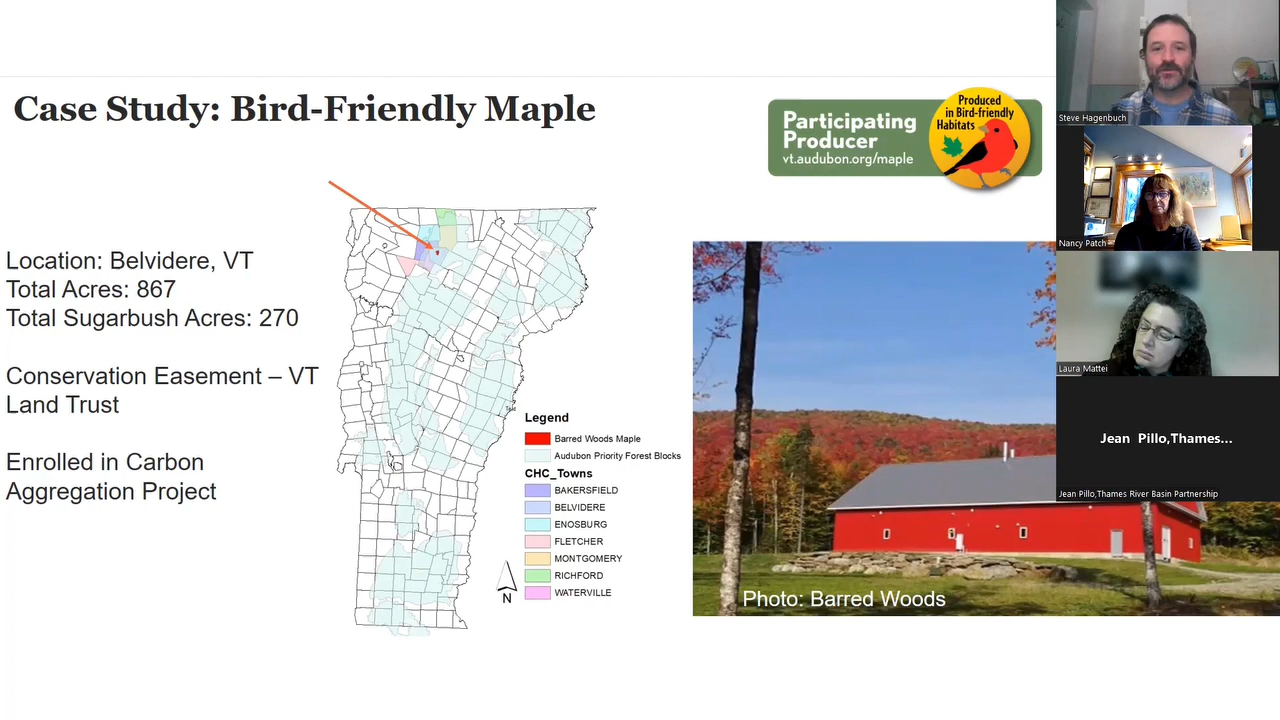 Case Study: Bird-Friendly Maple
Participating
Producer
vt.audubon.org/maple
Produced
in Bird-friendly
Habitats
Location: Belvidere, VT
Total Acres: 867
Total Sugarbush Acres: 270
Conservation Easement – VT
Land Trust
Enrolled in Carbon
Aggregation Project
Legend
Barred Woods Maple
Audubon Priority Forest Blocks
CHC_Towns
BAKERSFIELD
BELVIDERE
ENOSBURG
FLETCHER
MONTGOMERY
RICHFORD
WATERVILLE
N
Photo: Barred Woods
Steve Hagenbuch
Nancy Patch
Laura Mattei
Jean Pillo,Thames...
Jean Pillo,Thames River Basin Partnership